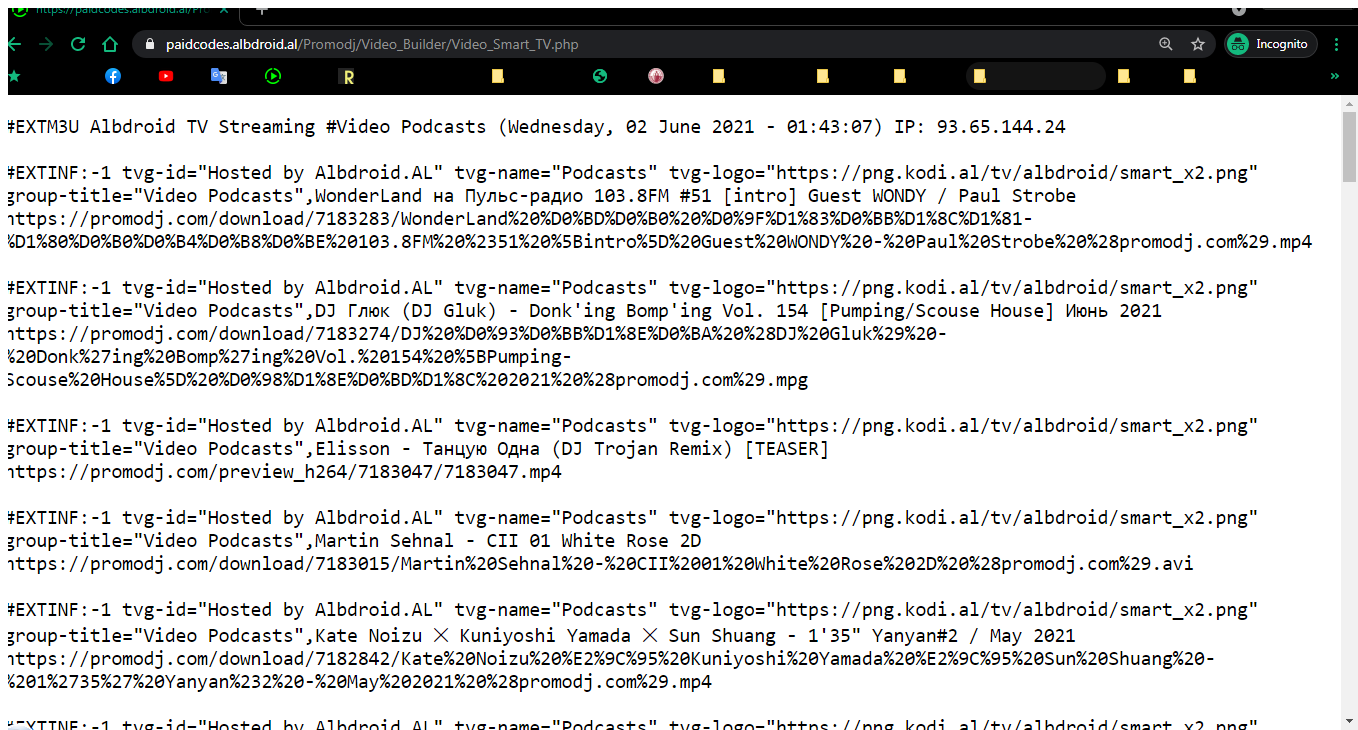 https://paidcodes.albdroid.al/Pro
paidcodes.albdroid.al/Promodj/Video_Builder/Video_Smart_TV.php
Incognito
#EXTM3U Albdroid TV Streaming #Video Podcasts (Wednesday, 02 June 2021 - 01:43:07) IP: 93.65.144.24
#EXTINF:-1 tvg-id="Hosted by Albdroid.AL" tvg-name="Podcasts" tvg-logo="https://png.kodi.al/tv/albdroid/smart_x2.png"
group-title="Video Podcasts",WonderLand на Пульс-радио 103.8FM #51 [intro] Guest WONDY / Paul Strobe
https://promodj.com/download/7183283/WonderLand%20%D0%BD%D0%B0%20%D0%9F%D1%83%D0%BB%D1%8C%D1%81-
%D1%80%D0%B0%D0%B4%D0%B8%D0%BE%20103.8FM%20%2351%20%5Bintro%5D%20Guest%20WONDY%20-%20Paul%20Strobe%20%28promodj.com%29.mp4
#EXTINF:-1 tvg-id="Hosted by Albdroid.AL" tvg-name="Podcasts" tvg-logo="https://png.kodi.al/tv/albdroid/smart_x2.png"
group-title="Video Podcasts",DJ Глюк (DJ Gluk) - Donk'ing Bomp'ing Vol. 154 [Pumping/Scouse House] Июнь 2021
https://promodj.com/download/7183274/DJ%20%D0%93%D0%BB%D1%8E%D0%BA%20%28DJ%20Gluk%29%20-
%20Donk%27ing%20Bomp%27ing%20Vol.%20154%20%5BPumping-
Scouse%20House%5D%20%D0%98%D1%8E%D0%BD%D1%8C%202021%20%28promodj.com%29.mpg
#EXTINF:-1 tvg-id="Hosted by Albdroid.AL" tvg-name="Podcasts" tvg-logo="https://png.kodi.al/tv/albdroid/smart_x2.png"
group-title="Video Podcasts",Elisson - Танцую Одна (DJ Trojan Remix) [TEASER]
https://promodj.com/preview_h264/7183047/7183047.mp4
#EXTINF:-1 tvg-id="Hosted by Albdroid.AL" tvg-name="Podcasts" tvg-logo="https://png.kodi.al/tv/albdroid/smart_x2.png"
group-title="Video Podcasts",Martin Sehnal - CII 01 White Rose 2D
https://promodj.com/download/7183015/Martin%20Sehnal%20-%20CII%2001%20White%20Rose%202D%20%28promodj.com%29.avi
#EXTINF:-1 tvg-id="Hosted by Albdroid.AL" tvg-name="Podcasts" tvg-logo="https://png.kodi.al/tv/albdroid/smart_x2.png"
group-title="Video Podcasts",Kate Noizu ✕ Kuniyoshi Yamada ✕ Sun Shuang - 1'35" Yanyan#2 / May 2021
https://promodj.com/download/7182842/Kate%20Noizu%20%E2%9C%95%20Kuniyoshi%20Yamada%20%E2%9C%95%20Sun%20Shuang%20-
%201%2735%27%20Yanyan%232%20-%20May%202021%20%28promodj.com%29.mp4
#EXTINF:-1 tvg-id="Hosted by Albdroid.AL" tvg-name="Podcasts" tvg-logo="https://png.kodi.al/tv/albdroid/smart_x2.png"